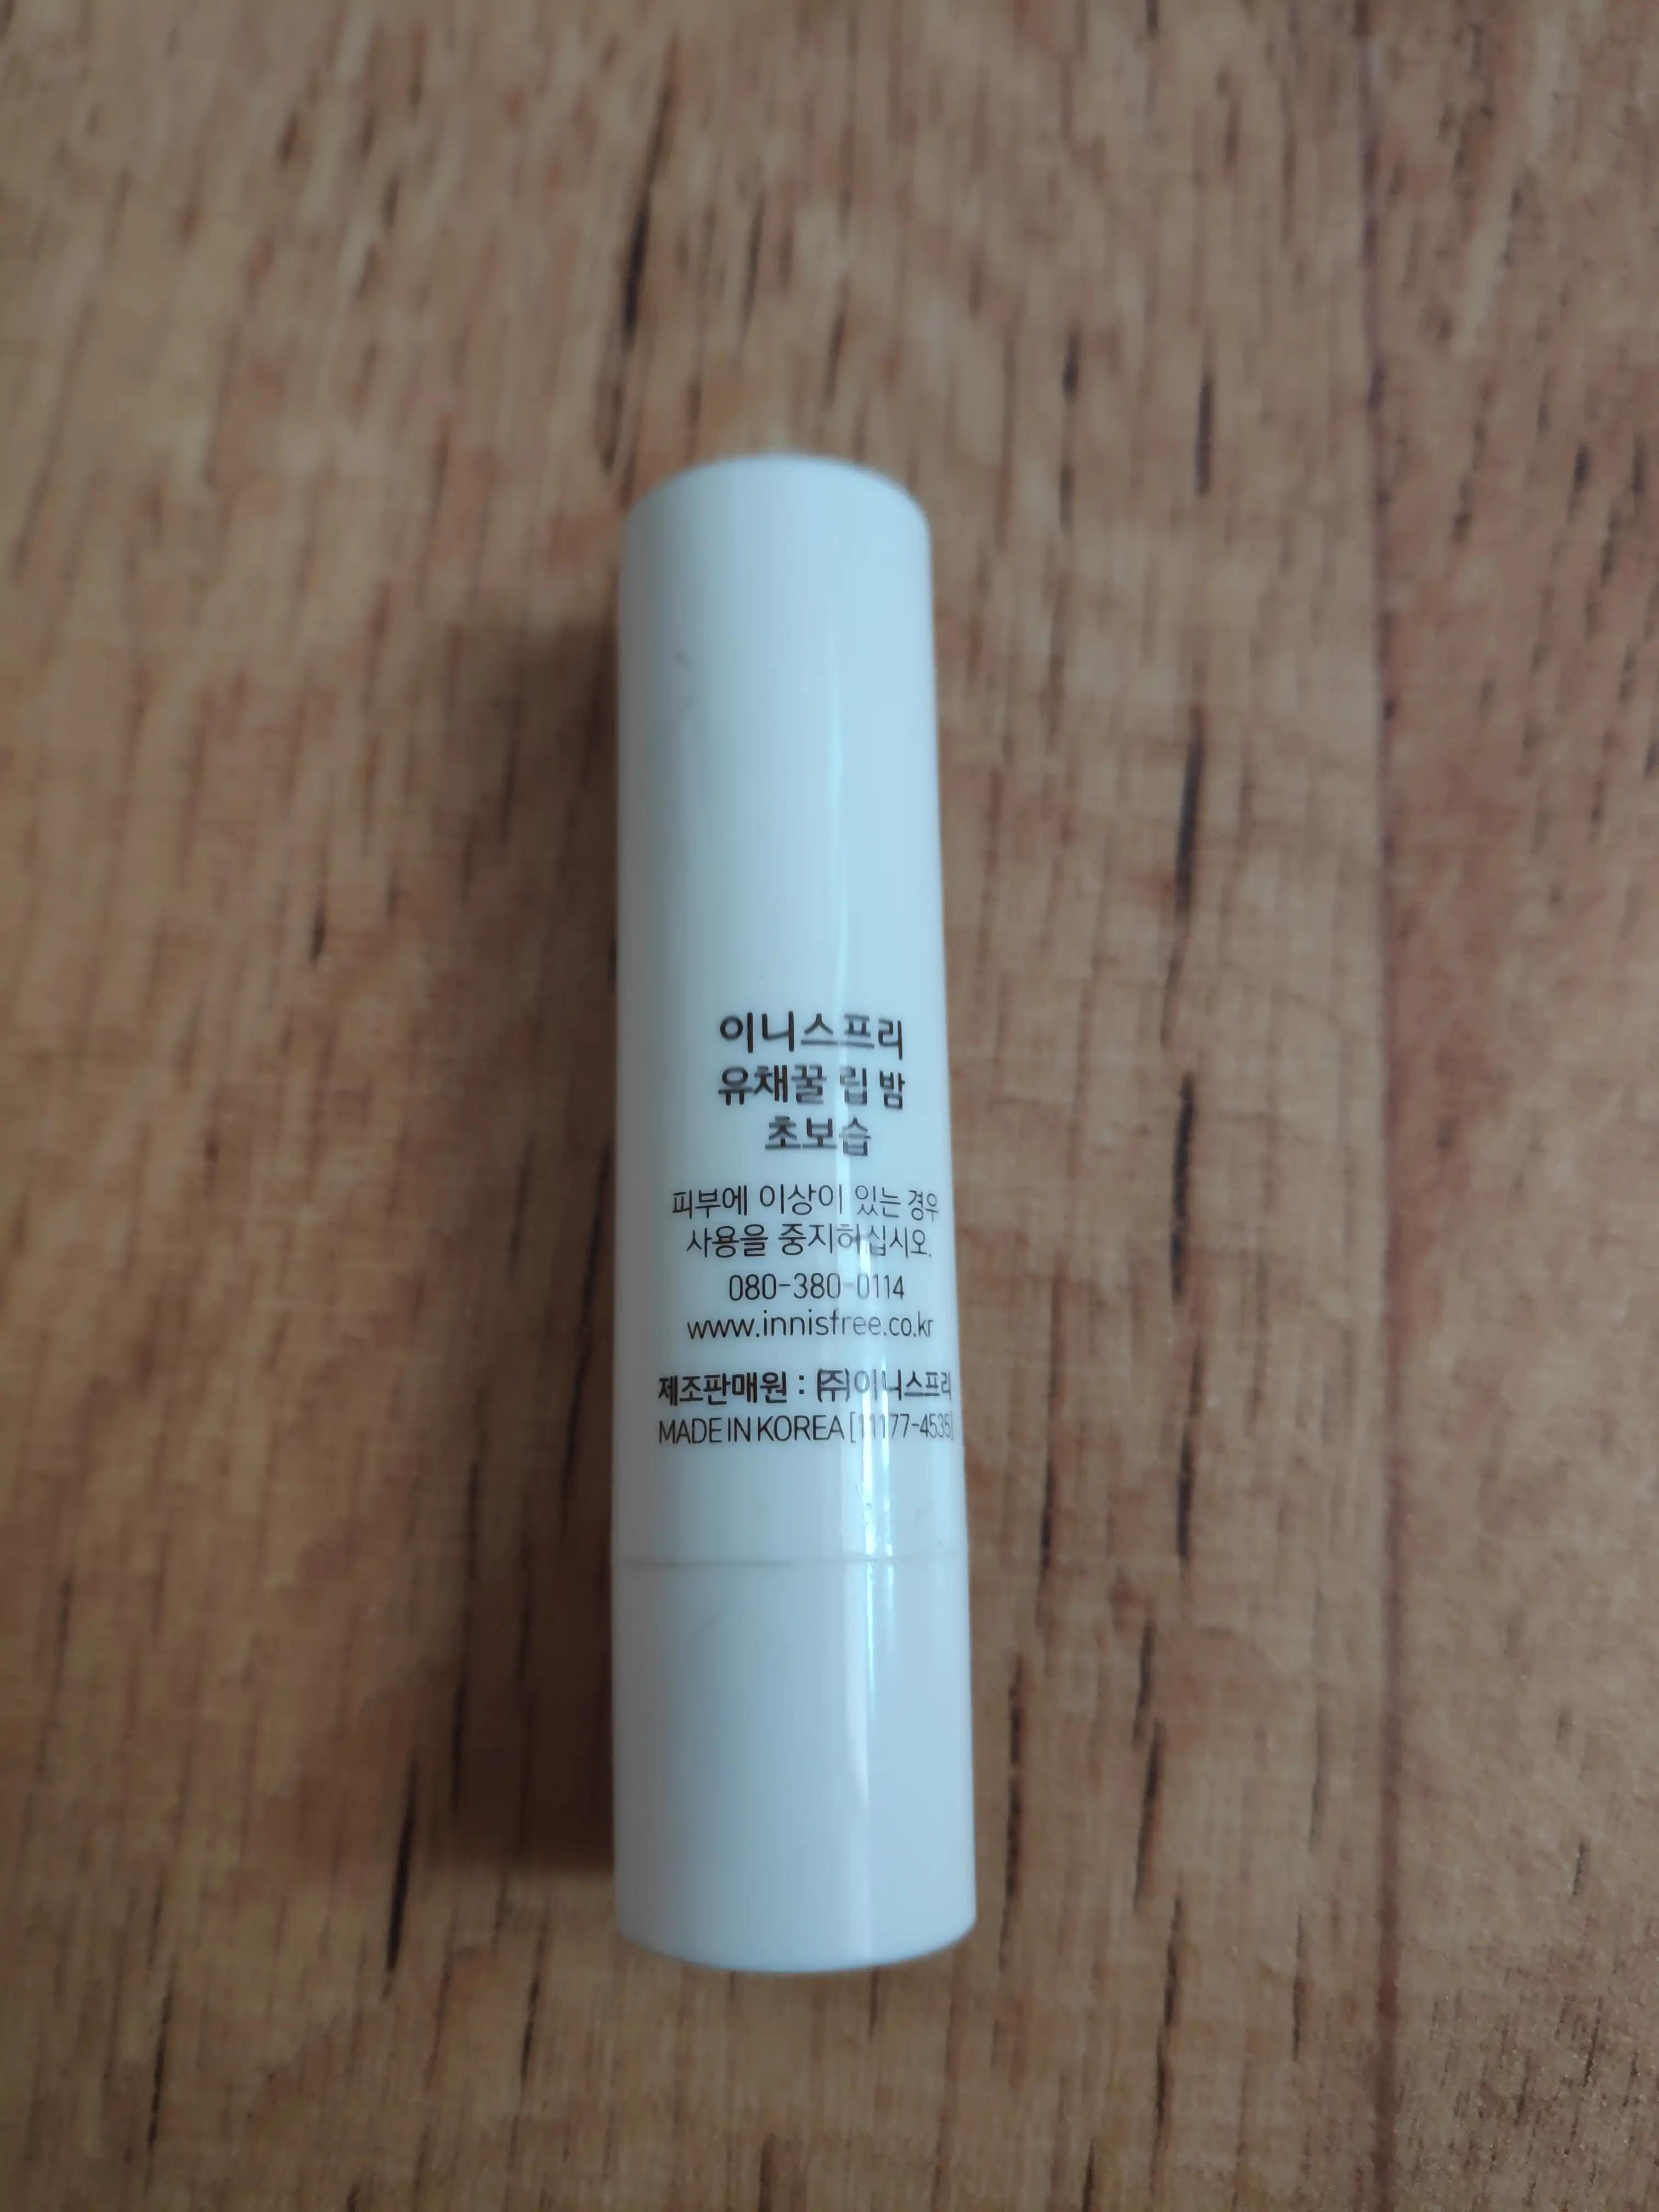 이니스프리
유채꿀 립 밤
초보습
피부에 이상이 있는 경우
사용을 중지하십시오.
080-380-0114
www.innisfree.co.kr
제조판매원 : (주)이니스프리
MADE IN KOREA [11177-4535]